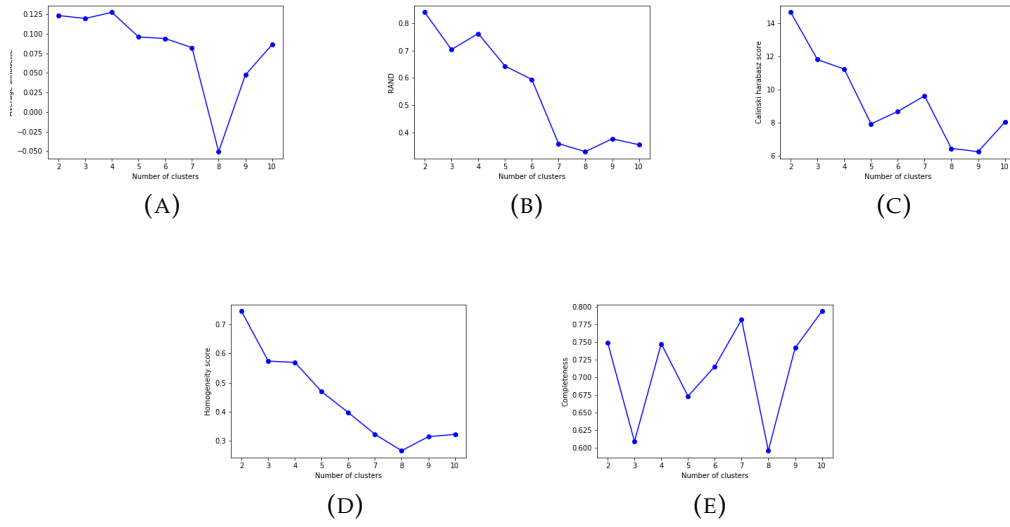 0.125
0.100
0.075
0.050
0.025
0.000
−0.025
−0.050
2 3 4 5 6 7 8 9 10
Number of clusters
(A)
RAND
0.8
0.7
0.6
0.5
0.4
2 3 4 5 6 7 8 9 10
Number of clusters
(B)
Calinski harabasz score
14
12
10
8
6
2 3 4 5 6 7 8 9 10
Number of clusters
(C)
Homogeneity score
0.7
0.6
0.5
0.4
0.3
2 3 4 5 6 7 8 9 10
Number of clusters
(D)
Completeness
0.800
0.775
0.750
0.725
0.700
0.675
0.650
0.625
0.600
2 3 4 5 6 7 8 9 10
Number of clusters
(E)